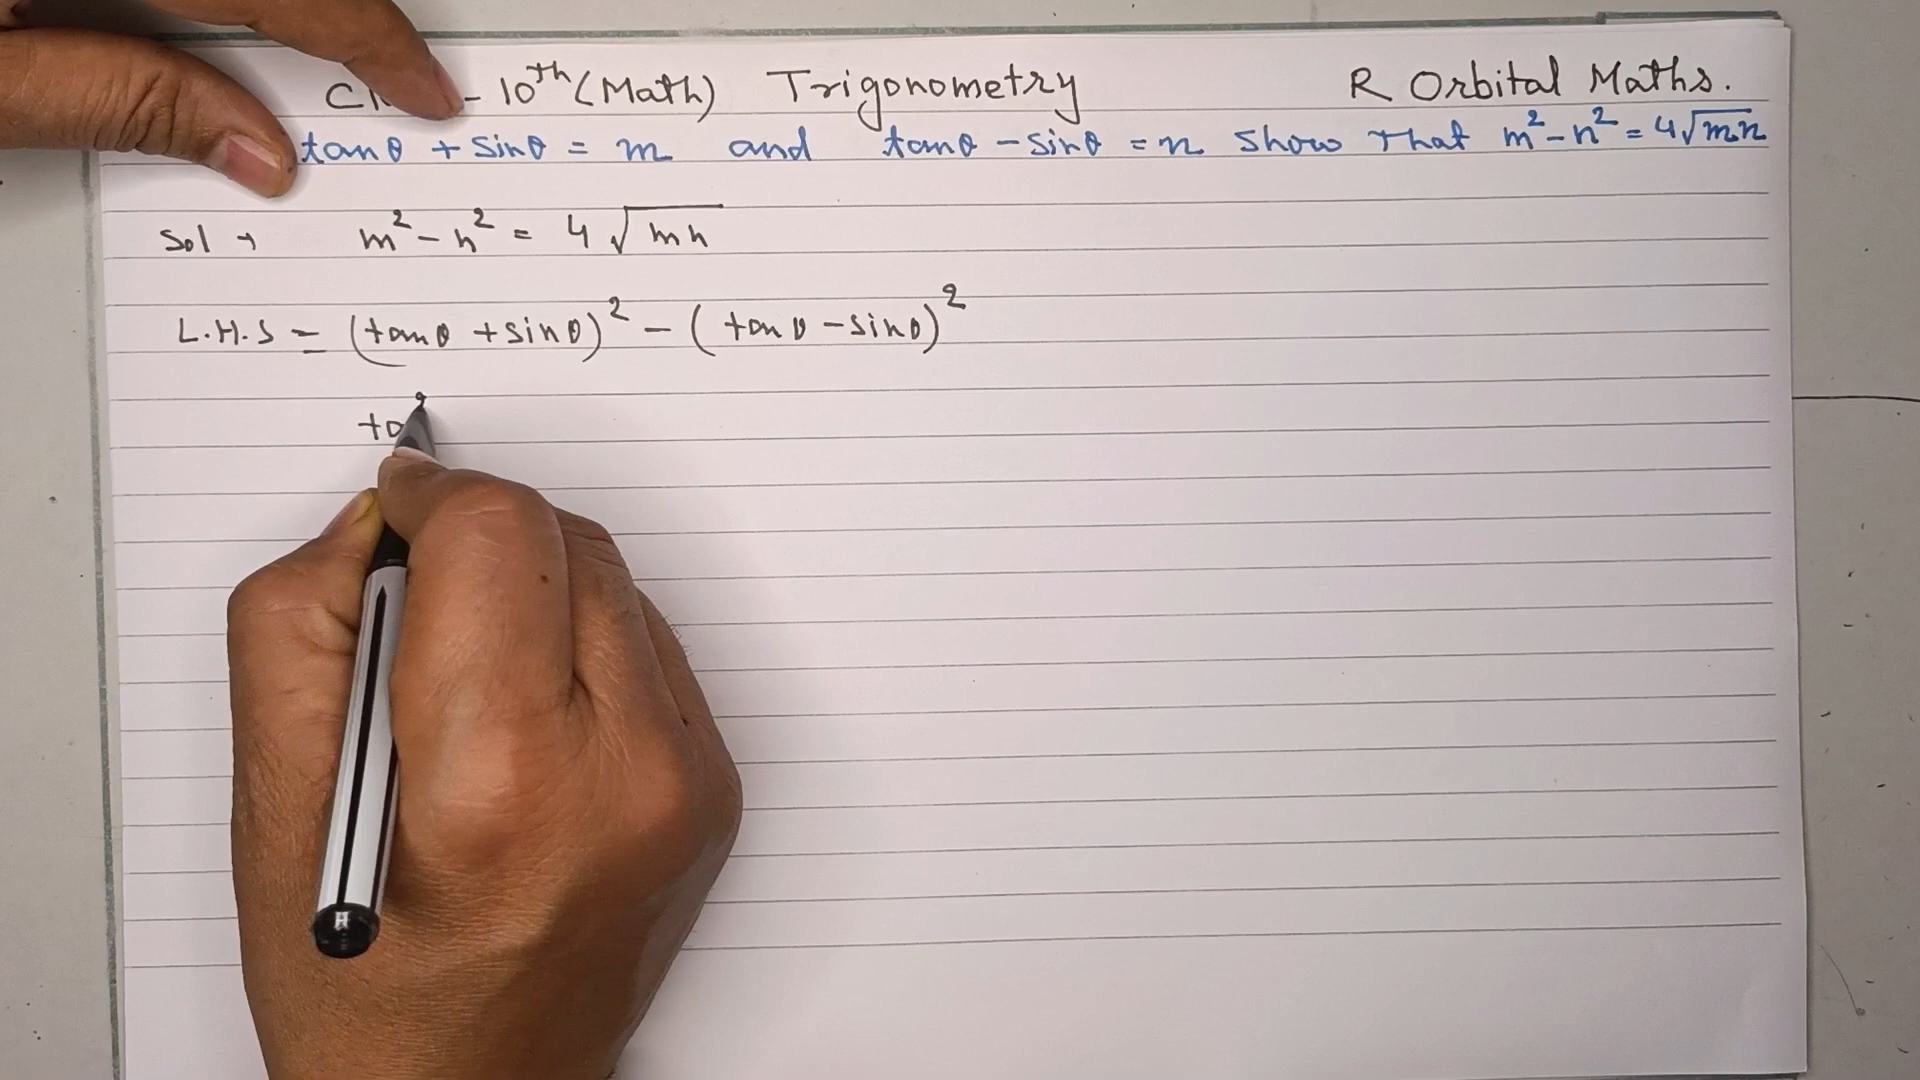 - 10th (Math) Trigonometry R Orbital Maths.
tanθ + sinθ = m and tanθ - sinθ = n show that m² - n² = 4√mn
Sol → m² - n² = 4√mn
L.H.S = (tanθ + sinθ)² - (tanθ - sinθ)²